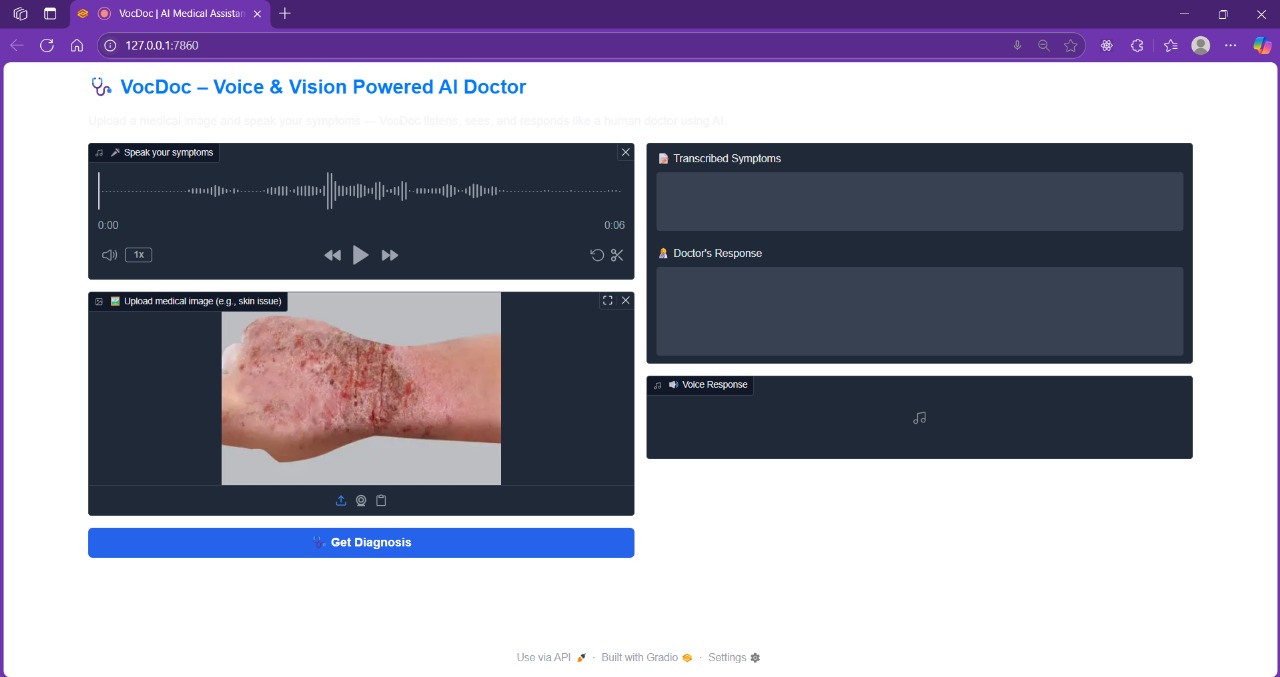 VocDoc | AI Medical Assistan
127.0.0.1:7860
VocDoc – Voice & Vision Powered AI Doctor
Upload a medical image and speak your symptoms — VocDoc listens, sees, and responds like a human doctor using AI.
Speak your symptoms
0:00
0:06
1x
Upload medical image (e.g., skin issue)
Get Diagnosis
Transcribed Symptoms
Doctor's Response
Voice Response
Use via API · Built with Gradio · Settings